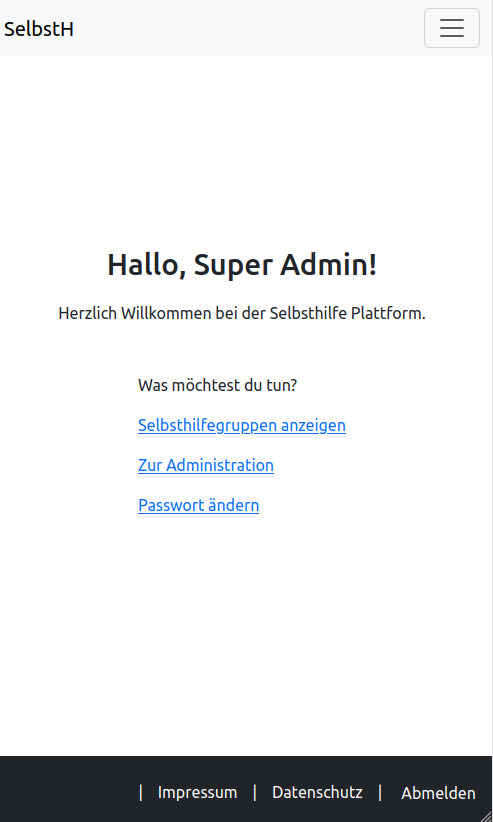 SelbstH
Hallo, Super Admin!
Herzlich Willkommen bei der Selbsthilfe Plattform.
Was möchtest du tun?
Selbsthilfegruppen anzeigen
Zur Administration
Passwort ändern
| Impressum | Datenschutz | Abmelden